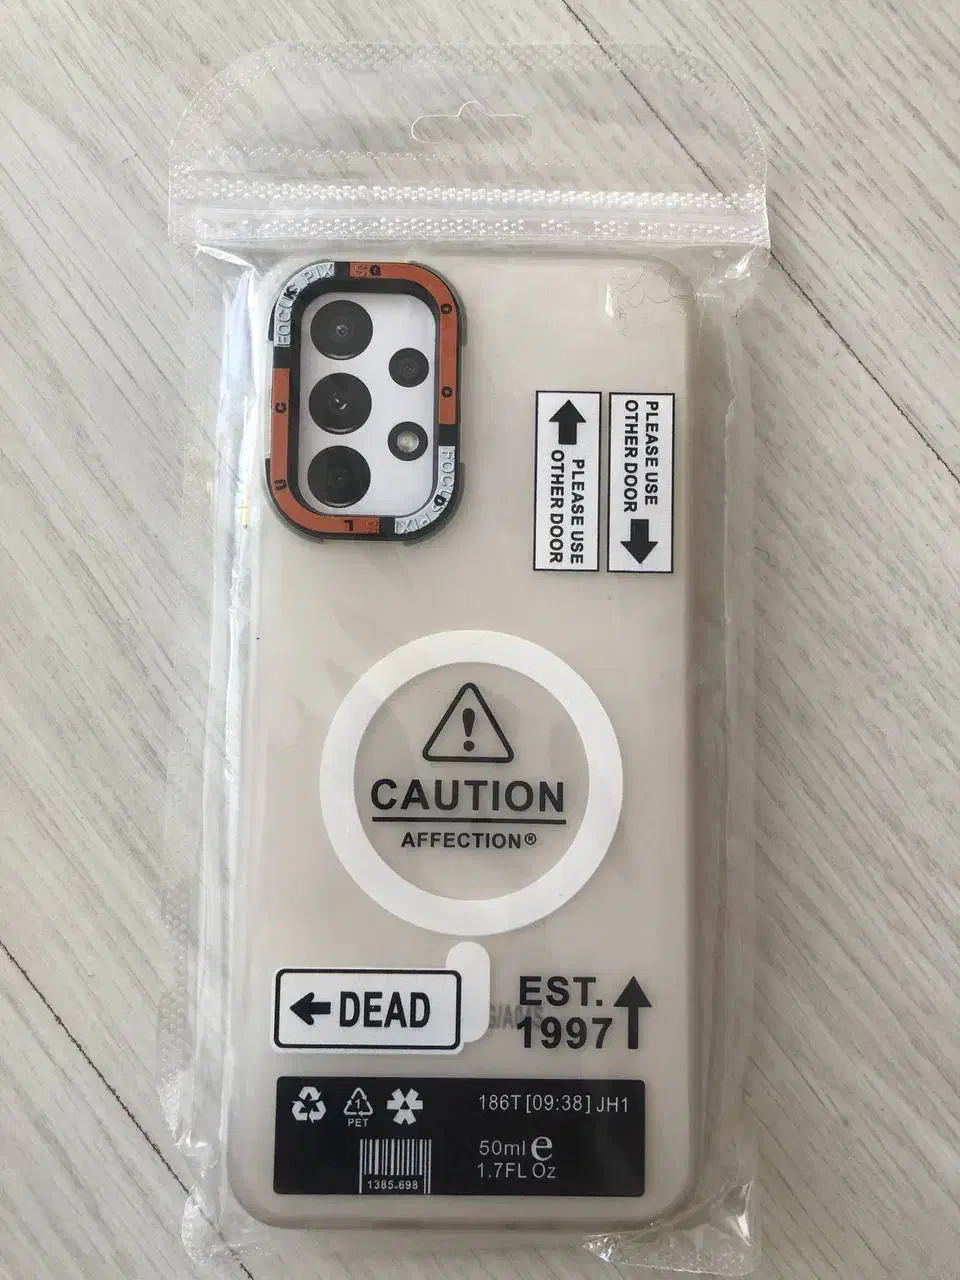 FOCUS PIX
FOCUS PIX
PLEASE USE
OTHER DOOR
PLEASE USE
OTHER DOOR
CAUTION
AFFECTION®
DEAD
EST.
1997
1
PET
186T [09:38] JH1
50ml e
1.7FL Oz
1385-698